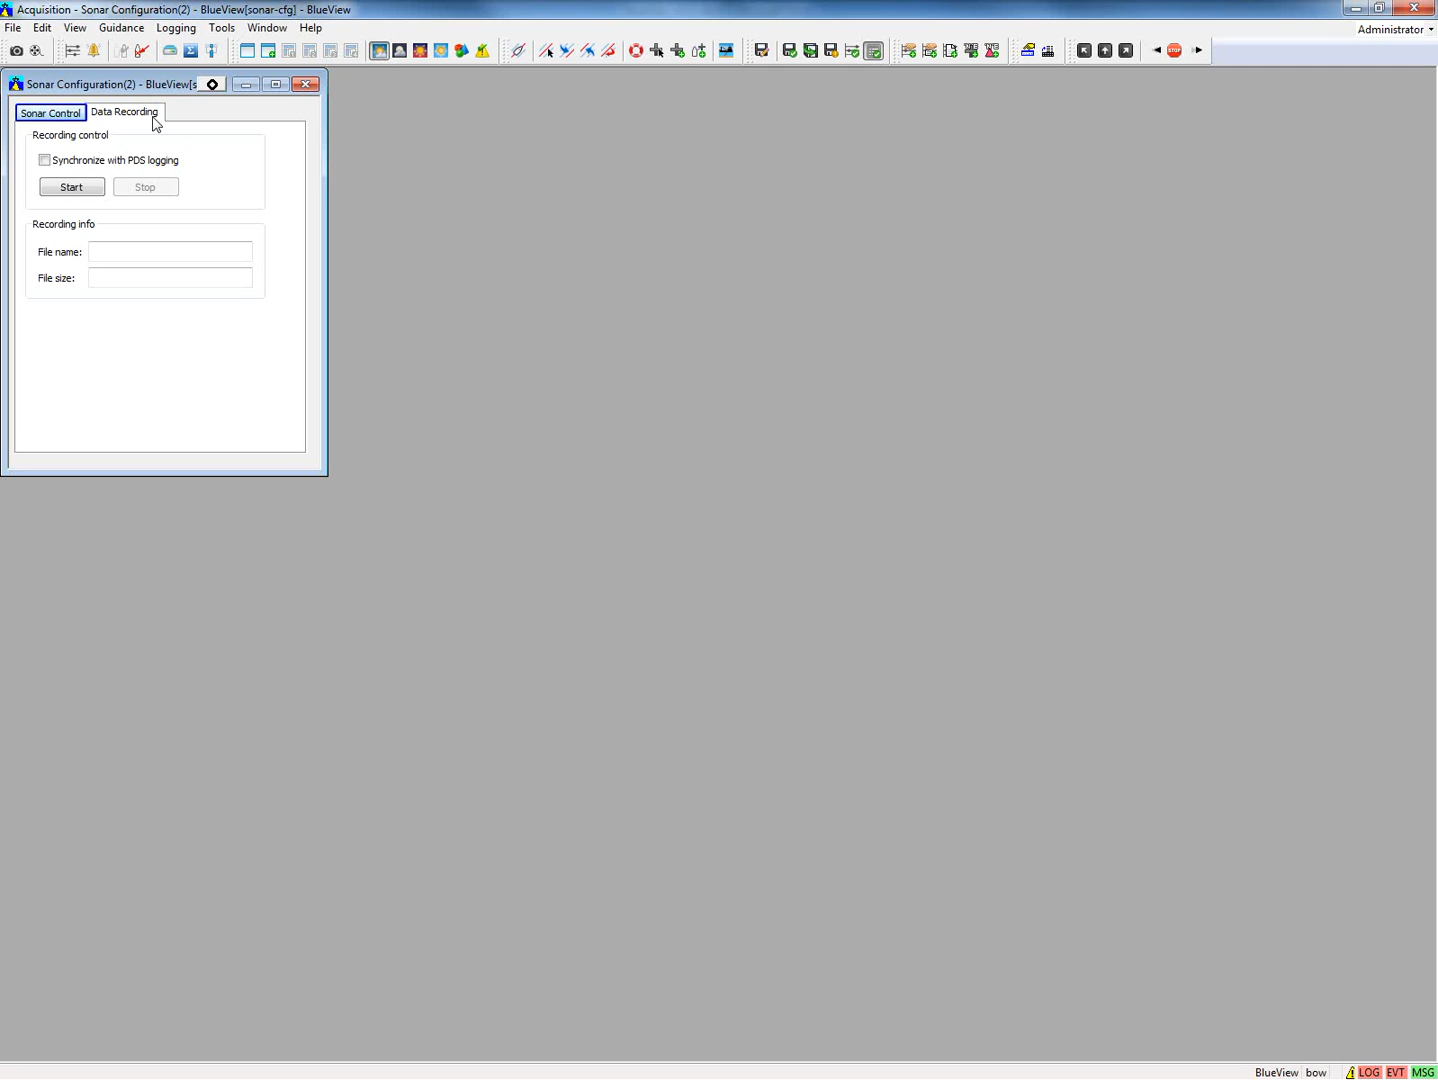 Acquisition - Sonar Configuration(2) - BlueView[sonar-cfg] - BlueView
File Edit View Guidance Logging Tools Window Help
Administrator
Sonar Configuration(2) - BlueView[s
Sonar Control Data Recording
Recording control
Synchronize with PDS logging
Start Stop
Recording info
File name:
File size:
BlueView bow LOG EVT MSG